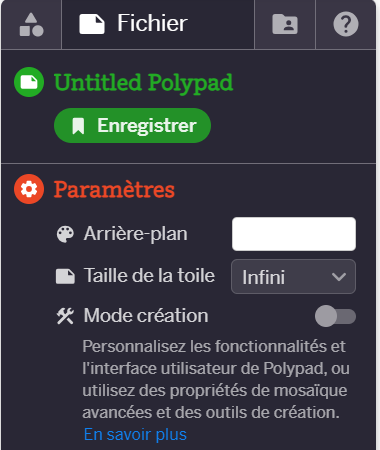 Fichier
Untitled Polypad
Enregistrer
Paramètres
Arrière-plan
Taille de la toile Infini
Mode création
Personnalisez les fonctionnalités et
l'interface utilisateur de Polypad, ou
utilisez des propriétés de mosaïque
avancées et des outils de création.
En savoir plus